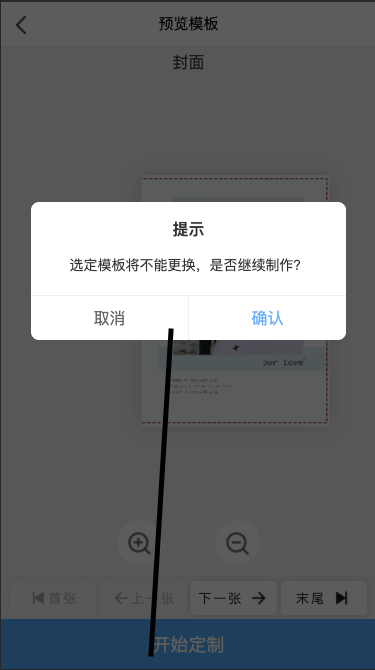 预览模板
封面
提示
选定模板将不能更换，是否继续制作?
取消 确认
our Love
首张 上一张 下一张 末尾
开始定制